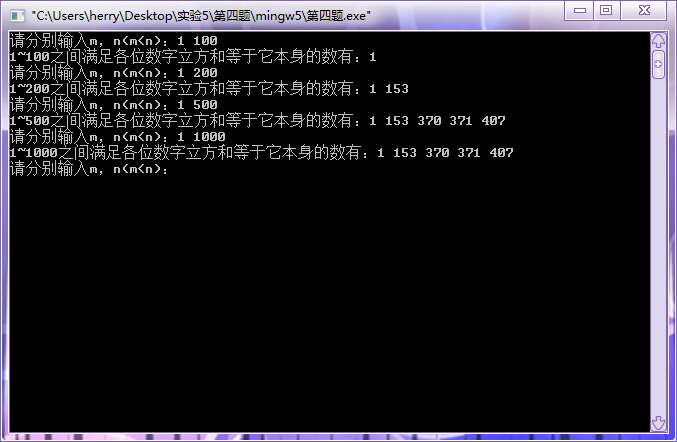 "C:\Users\herry\Desktop\实验5\第四题\mingw5\第四题.exe"
请分别输入m，n(m<n)：1 100
1~100之间满足各位数字立方和等于它本身的数有：1
请分别输入m，n(m<n)：1 200
1~200之间满足各位数字立方和等于它本身的数有：1 153
请分别输入m，n(m<n)：1 500
1~500之间满足各位数字立方和等于它本身的数有：1 153 370 371 407
请分别输入m，n(m<n)：1 1000
1~1000之间满足各位数字立方和等于它本身的数有：1 153 370 371 407
请分别输入m，n(m<n)：